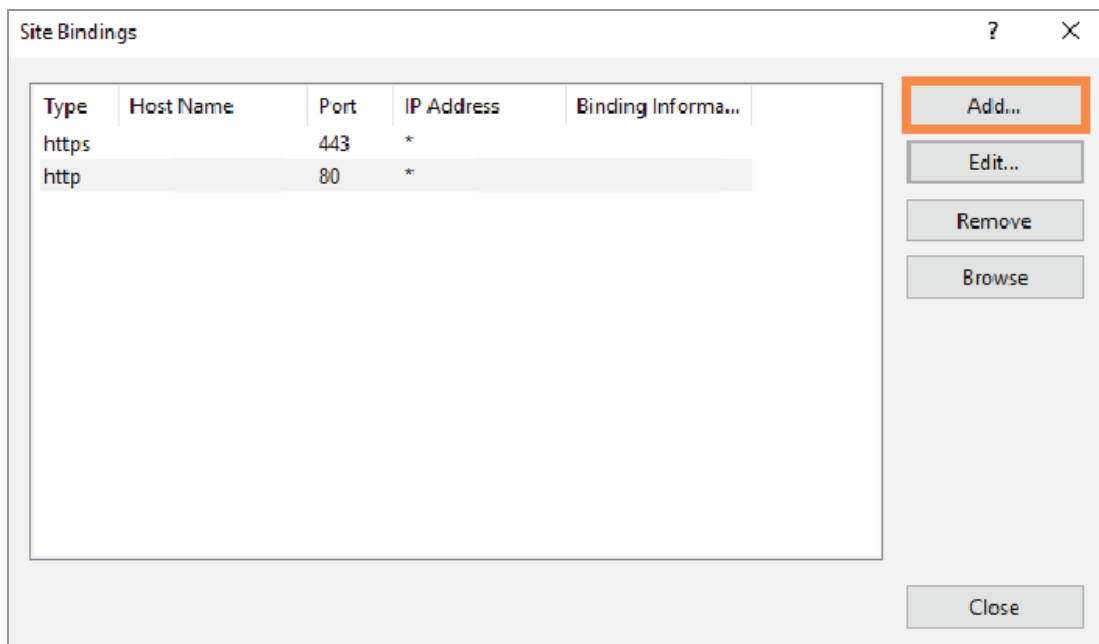 Site Bindings ?
Type Host Name Port IP Address Binding Informa...
https 443 *
http 80 *
Add...
Edit...
Remove
Browse
Close